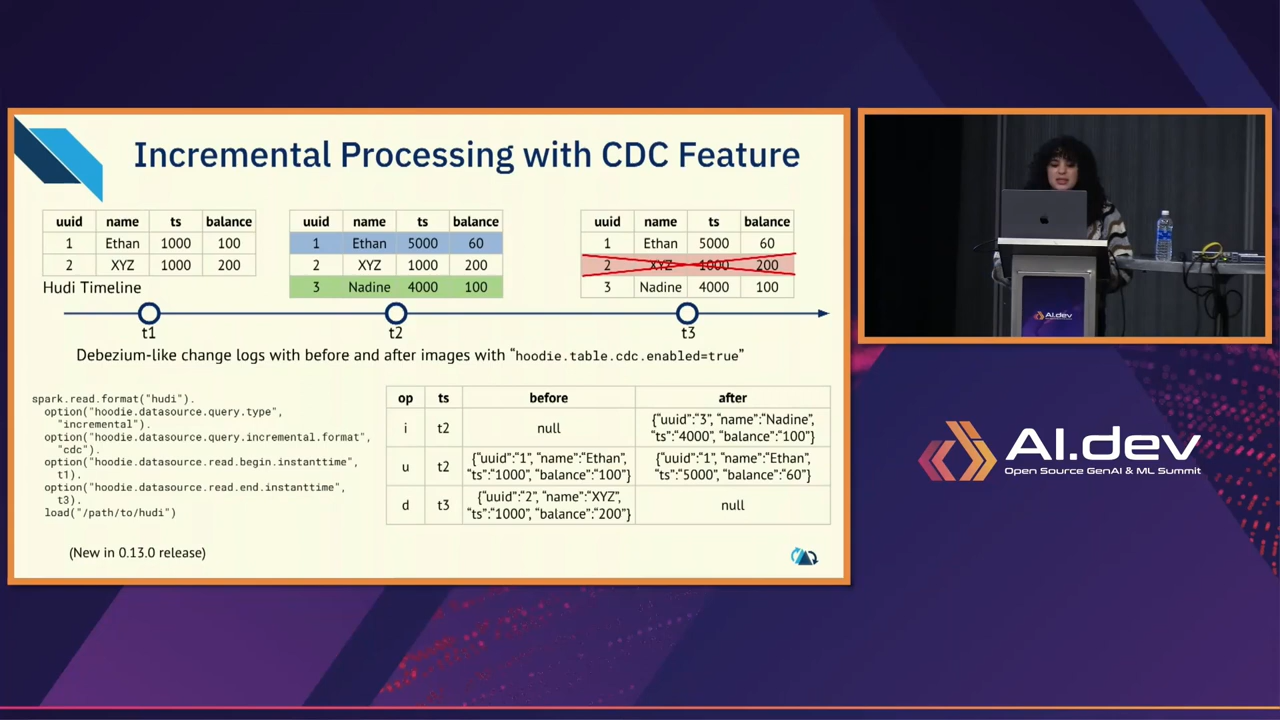 Incremental Processing with CDC Feature
uuid name ts balance
1 Ethan 1000 100
2 XYZ 1000 200
uuid name ts balance
1 Ethan 5000 60
2 XYZ 1000 200
3 Nadine 4000 100
uuid name ts balance
1 Ethan 5000 60
2 XYZ 1000 200
3 Nadine 4000 100
Hudi Timeline
t1 t2 t3
Debezium-like change logs with before and after images with “hoodie.table.cdc.enabled=true”
spark.read.format("hudi").
option("hoodie.datasource.query.type",
"incremental").
option("hoodie.datasource.query.incremental.format",
"cdc").
option("hoodie.datasource.read.begin.instanttime",
t1).
option("hoodie.datasource.read.end.instanttime",
t3).
load("/path/to/hudi")
op ts before after
i t2 null {“uuid”:“3”, “name”:“Nadine”,
“ts”:“4000”, “balance”:“100”}
u t2 {“uuid”:“1”, “name”:“Ethan”, {“uuid”:“1”, “name”:“Ethan”,
“ts”:“1000”, “balance”:“100”} “ts”:“5000”, “balance”:“60”}
d t3 {“uuid”:“2”, “name”:“XYZ”, null
“ts”:“1000”, “balance”:“200”}
(New in 0.13.0 release)
AI.dev
AI.dev
Open Source GenAI & ML Summit